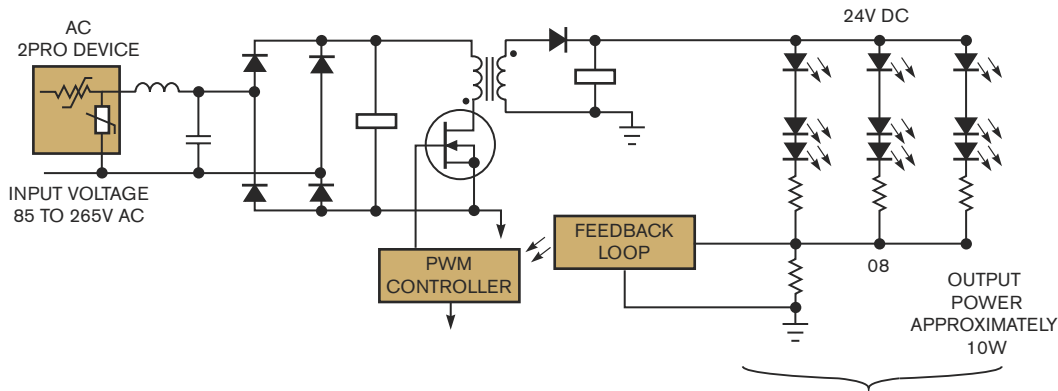 AC
2PRO DEVICE
24V DC
INPUT VOLTAGE
85 TO 265V AC
PWM
CONTROLLER
FEEDBACK
LOOP
08
OUTPUT
POWER
APPROXIMATELY
10W